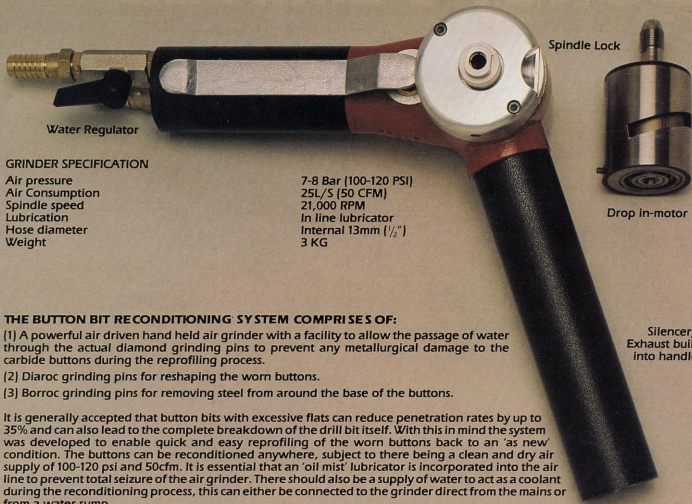 Spindle Lock
Water Regulator
GRINDER SPECIFICATION
Air pressure 7-8 Bar (100-120 PSI)
Air Consumption 25L/S (50 CFM)
Spindle speed 21,000 RPM
Lubrication In line lubricator
Hose diameter Internal 13mm (½")
Weight 3 KG
Drop in-motor
Silencer,
Exhaust buil
into handl
THE BUTTON BIT RECONDITIONING SYSTEM COMPRISES OF:
(1) A powerful air driven hand held air grinder with a facility to allow the passage of water
through the actual diamond grinding pins to prevent any metallurgical damage to the
carbide buttons during the reprofiling process.
(2) Diaroc grinding pins for reshaping the worn buttons.
(3) Borroc grinding pins for removing steel from around the base of the buttons.
It is generally accepted that button bits with excessive flats can reduce penetration rates by up to
35% and can also lead to the complete breakdown of the drill bit itself. With this in mind the system
was developed to enable quick and easy reprofiling of the worn buttons back to an 'as new'
condition. The buttons can be reconditioned anywhere, subject to there being a clean and dry air
supply of 100-120 psi and 50cfm. It is essential that an 'oil mist' lubricator is incorporated into the air
line to prevent total seizure of the air grinder. There should also be a supply of water to act as a coolant
during the reconditioning process, this can either be connected to the grinder direct from the mains or
from a water sump